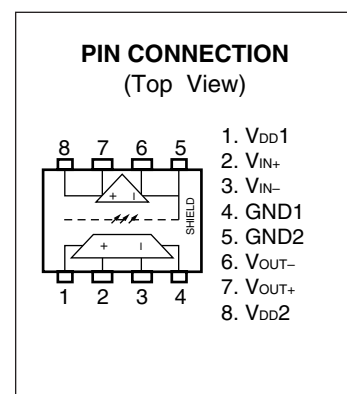 PIN CONNECTION
(Top View)
8 7 6 5
+ −
SHIELD
+ −
1 2 3 4
1. VDD1
2. VIN+
3. VIN−
4. GND1
5. GND2
6. VOUT−
7. VOUT+
8. VDD2